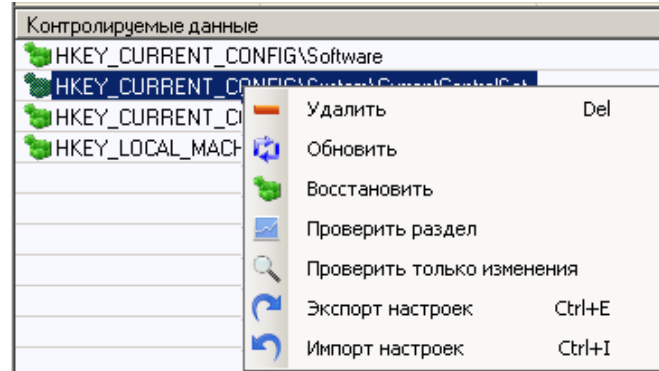 Контролируемые данные
HKEY_CURRENT_CONFIG\Software
HKEY_CURRENT_CONFIG\System\CurrentControlSet
HKEY_CURRENT_C
HKEY_LOCAL_MACH
Удалить Del
Обновить
Восстановить
Проверить раздел
Проверить только изменения
Экспорт настроек Ctrl+E
Импорт настроек Ctrl+I